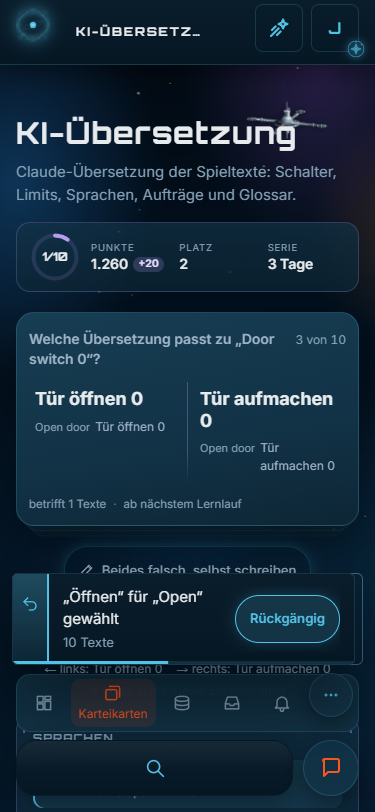 KI-ÜBERSETZ…
KI-Übersetzung
Claude-Übersetzung der Spieltexte: Schalter,
Limits, Sprachen, Aufträge und Glossar.
1/10
PUNKTE
1.260 +20
PLATZ
2
SERIE
3 Tage
Welche Übersetzung passt zu „Door
switch 0“?
3 von 10
Tür öffnen 0
Open door Tür öffnen 0
Tür aufmachen
0
Open door Tür
aufmachen 0
betrifft 1 Texte · ab nächstem Lernlauf
Beides falsch, selbst schreiben
„Öffnen“ für „Open“
gewählt
10 Texte
Rückgängig
← links: Tür öffnen 0 → rechts: Tür aufmachen 0
Karteikarten
SPRACHEN